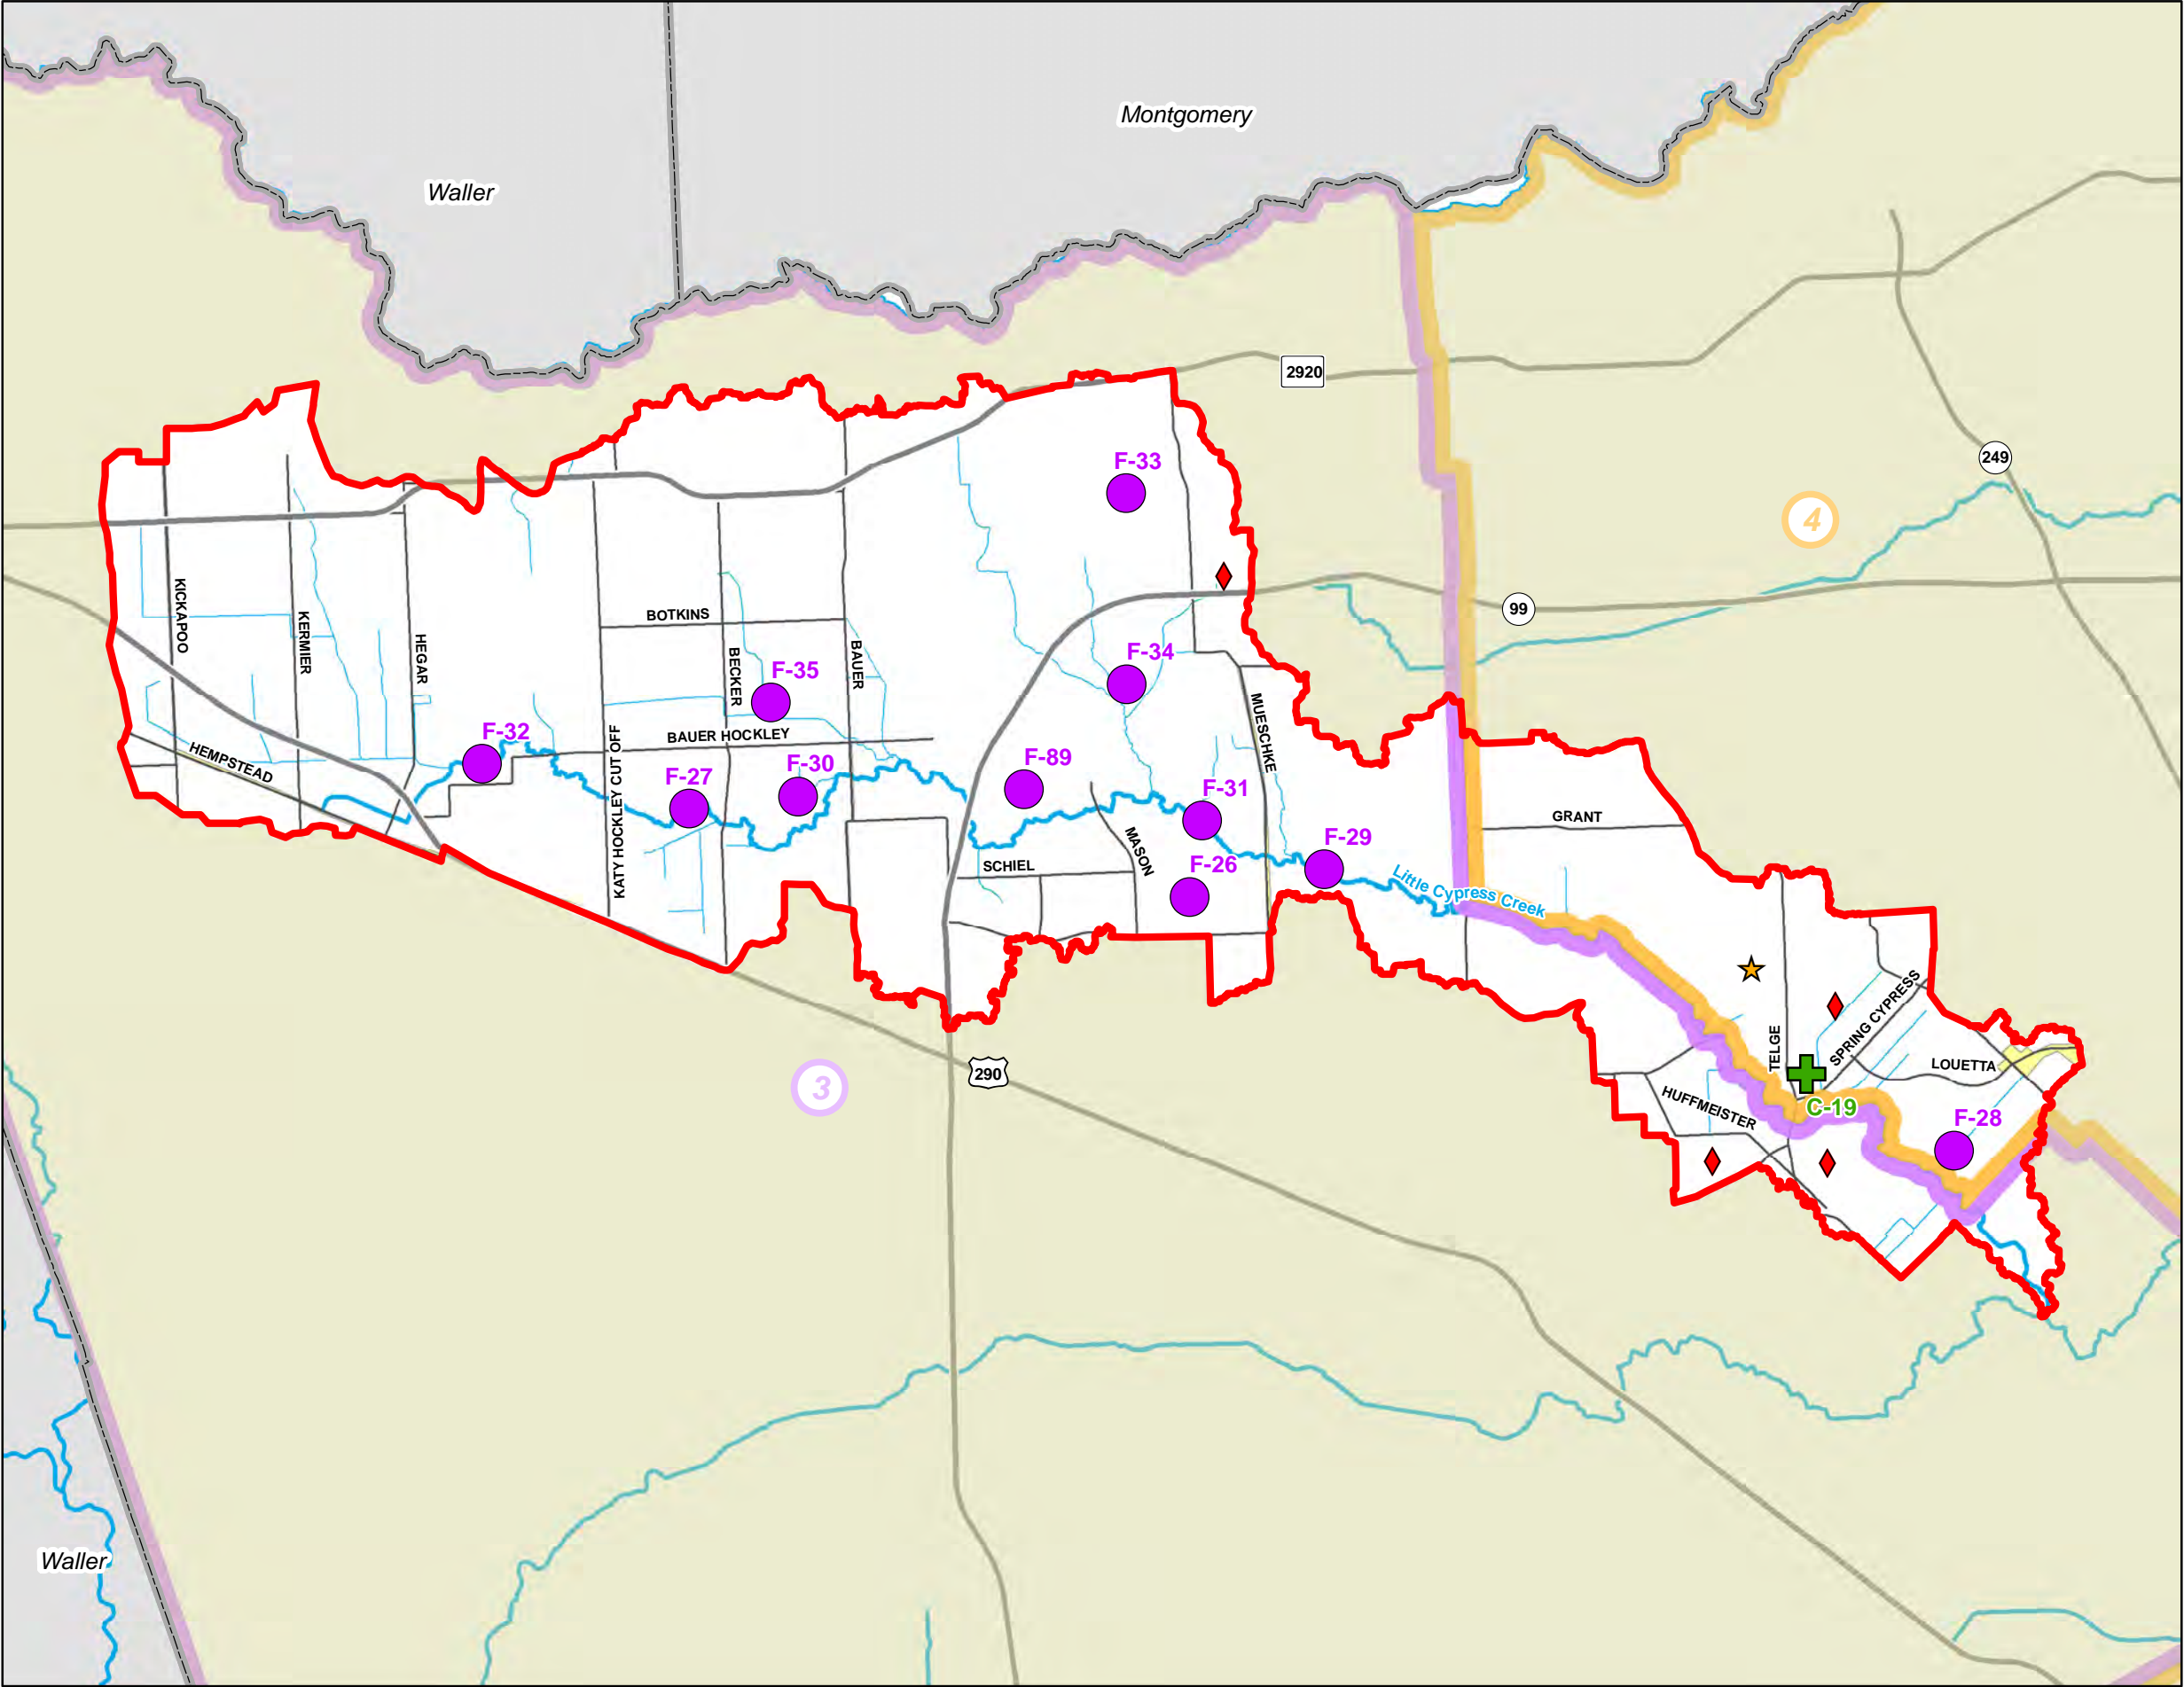 Montgomery
Waller
2920
F-33
249
4
99
KICKAPOO
KERMIER
HEGAR
BOTKINS
BECKER
BAUER
F-34
F-35
MUESCHKE
F-32
HEMPSTEAD
BAUER HOCKLEY
KATY HOCKLEY CUT OFF
F-27
F-30
F-89
F-31
GRANT
F-29
MASON
SCHIEL
F-26
Little Cypress Creek
TELGE
SPRING CYPRESS
LOUETTA
290
3
HUFFMEISTER
C-19
F-28
Waller